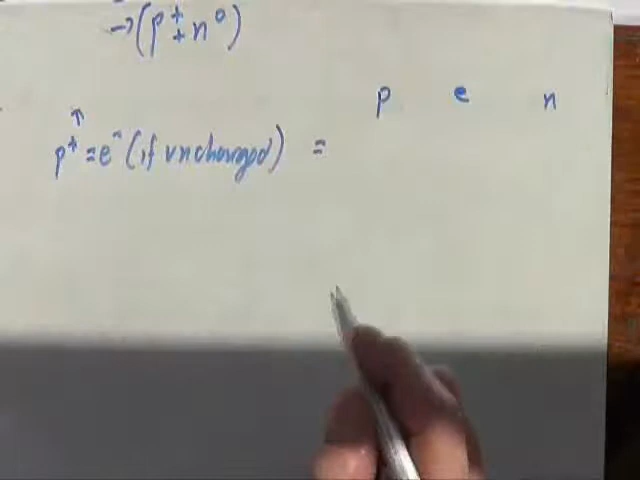 →(p⁺ + n⁰)
p e n
↑
p⁺ = e⁻ (if uncharged) =